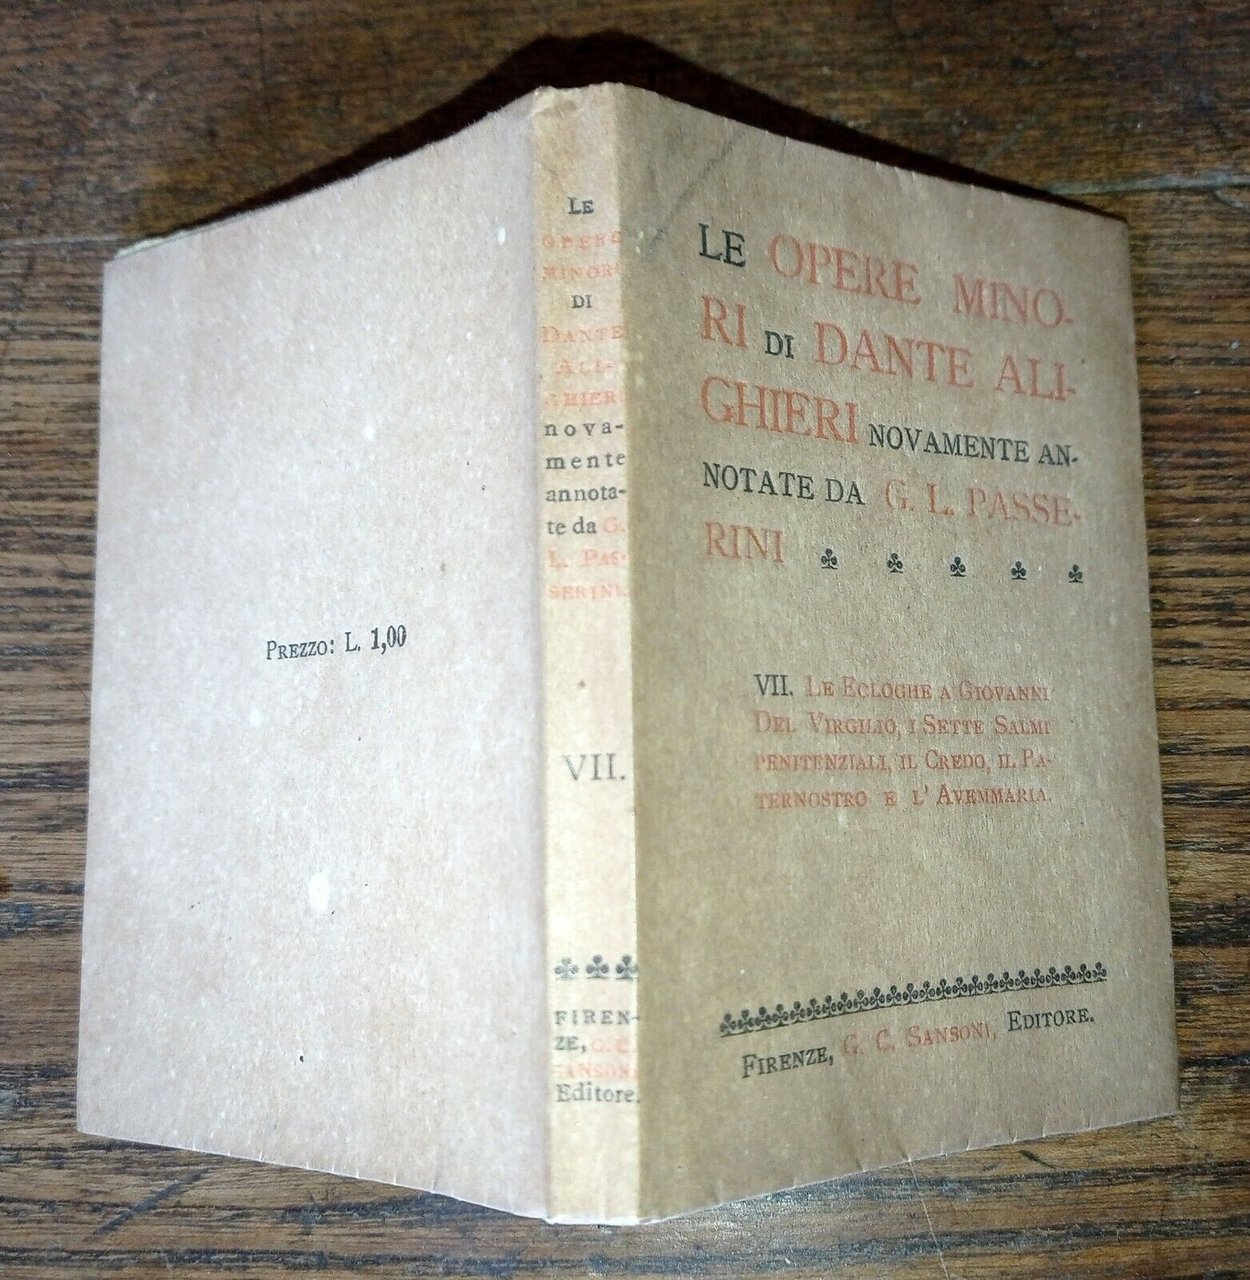 Prezzo: L. 1,00
Le
Opere
minori
di
Dante
Ali-
ghieri
nova-
mente
annota-
te da G.
L. Pas-
serini.
VII.
FIREN-
ZE, G. C.
SANSONI,
Editore.
LE OPERE MINO-
RI DI DANTE ALI-
GHIERI NOVAMENTE AN-
NOTATE DA G. L. PASSE-
RINI
VII. Le Ecloghe a Giovanni
Del Virgilio, i Sette Salmi
penitenziali, il Credo, il Pa-
ternostro e l' Avemmaria.
Firenze, G. C. Sansoni, Editore.